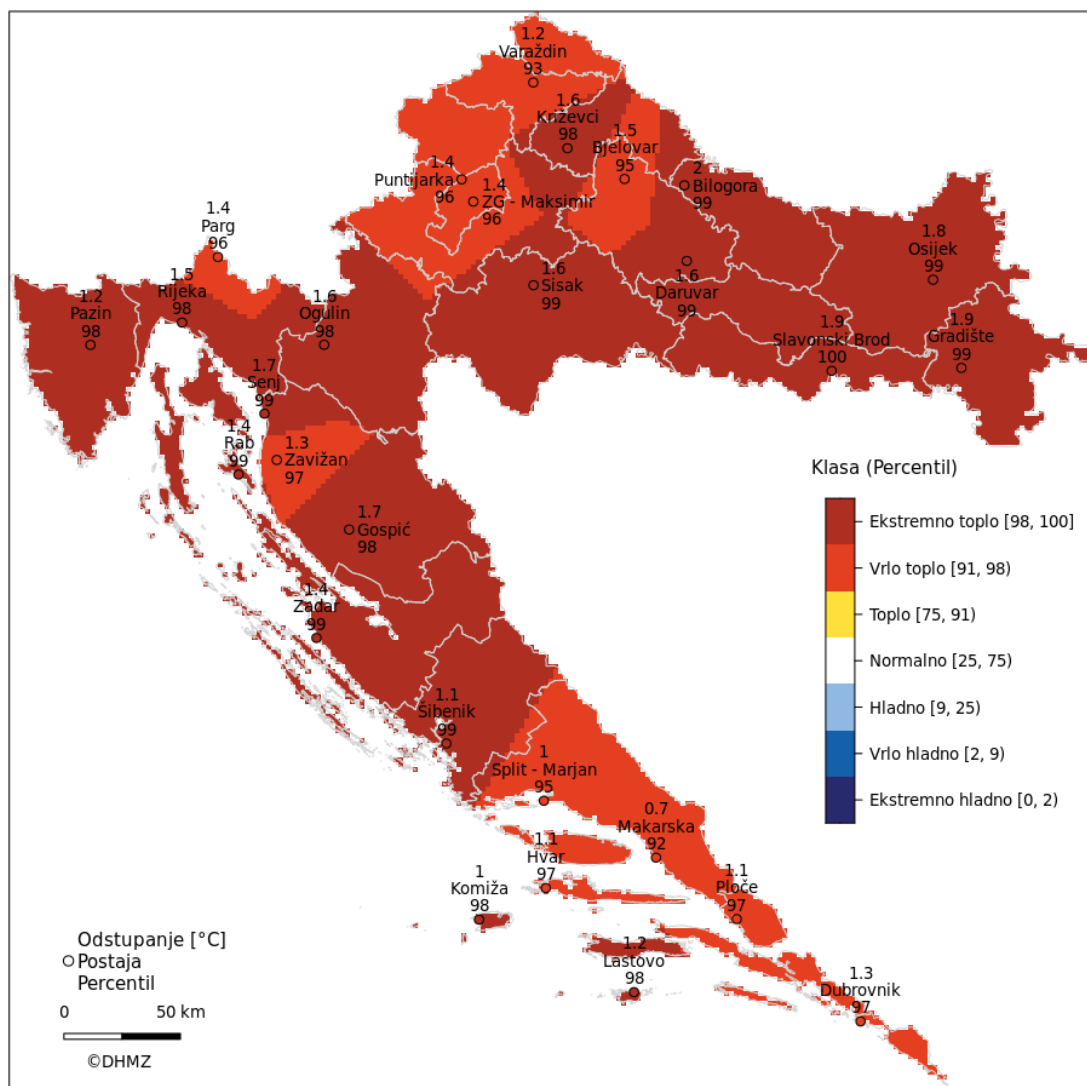 1.2
Varaždin
93
1.6
Križevci
98
1.5
Bjelovar
95
1.4
Puntijarka
96
1.4
ZG - Maksimir
96
2
Bilogora
99
1.4
Parg
96
1.8
Osijek
99
1.2
Pazin
98
1.5
Rijeka
98
1.6
Ogulin
98
1.6
Sisak
99
1.6
Daruvar
99
1.9
Slavonski Brod
100
1.9
Gradište
99
1.7
Senj
99
1.4
Rab
99
1.3
Zavižan
97
1.7
Gospić
98
1.4
Zadar
99
1.1
Šibenik
99
1
Split - Marjan
95
0.7
Makarska
92
1.1
Hvar
97
1
Komiža
98
1.1
Ploče
97
1.2
Lastovo
98
1.3
Dubrovnik
97
Klasa (Percentil)
Ekstremno toplo [98, 100]
Vrlo toplo [91, 98)
Toplo [75, 91)
Normalno [25, 75)
Hladno [9, 25)
Vrlo hladno [2, 9)
Ekstremno hladno [0, 2)
Odstupanje [°C]
Postaja
Percentil
0 50 km
©DHMZ